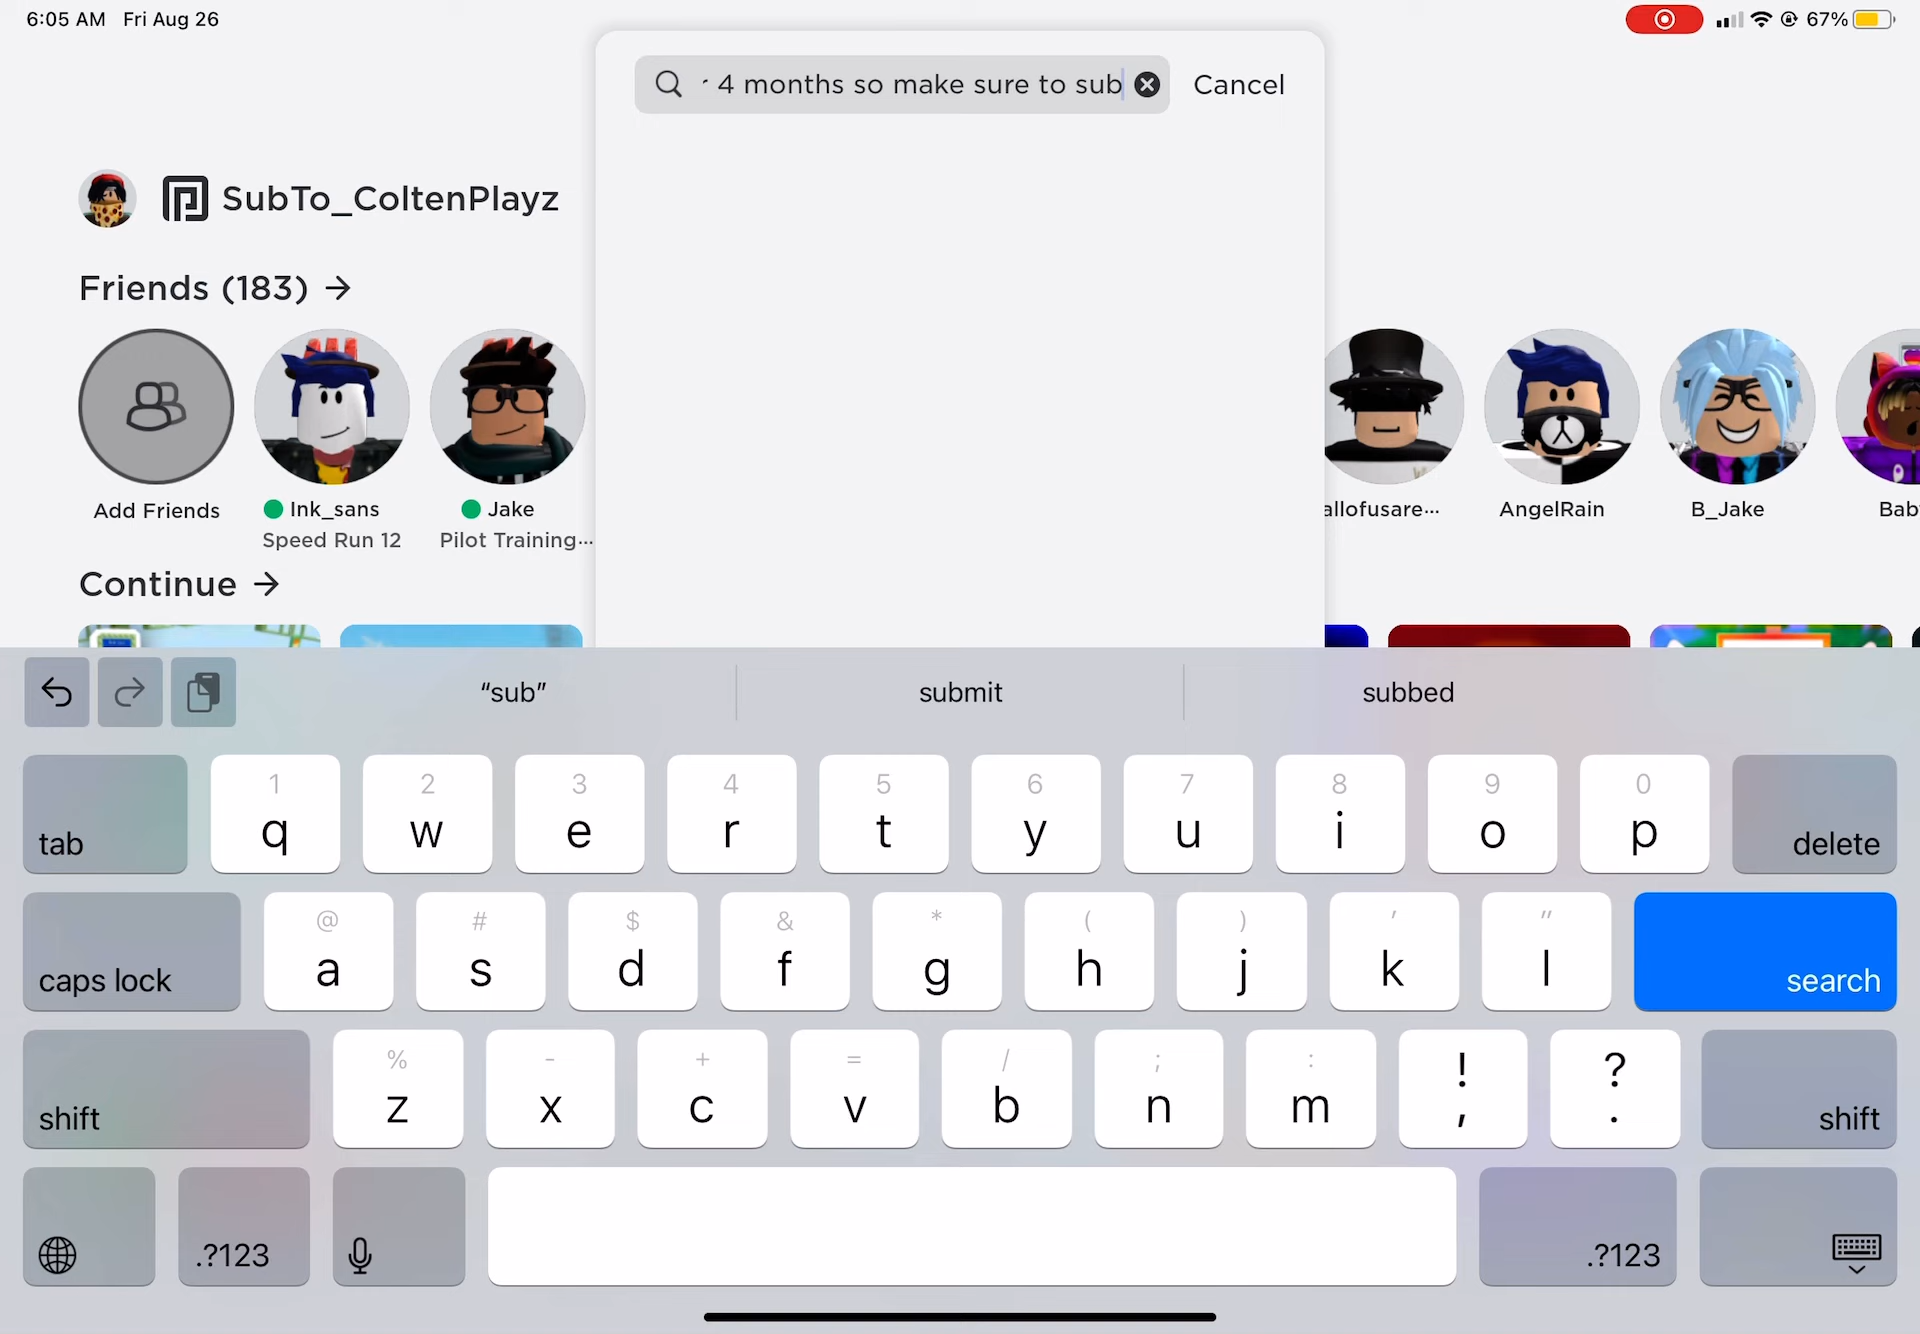 6:05 AM Fri Aug 26
67%
4 months so make sure to sub
Cancel
SubTo_ColtenPlayz
Friends (183) →
Add Friends
Ink_sans
Speed Run 12
Jake
Pilot Training...
allofusare...
AngelRain
B_Jake
Bab
Continue →
“sub” submit subbed
tab
1 2 3 4 5 6 7 8 9 0
q w e r t y u i o p
delete
caps lock
@ # $ & * ( ) ' "
a s d f g h j k l
search
shift
% - + = / ; : ! ?
z x c v b n m , .
shift
.?123
.?123